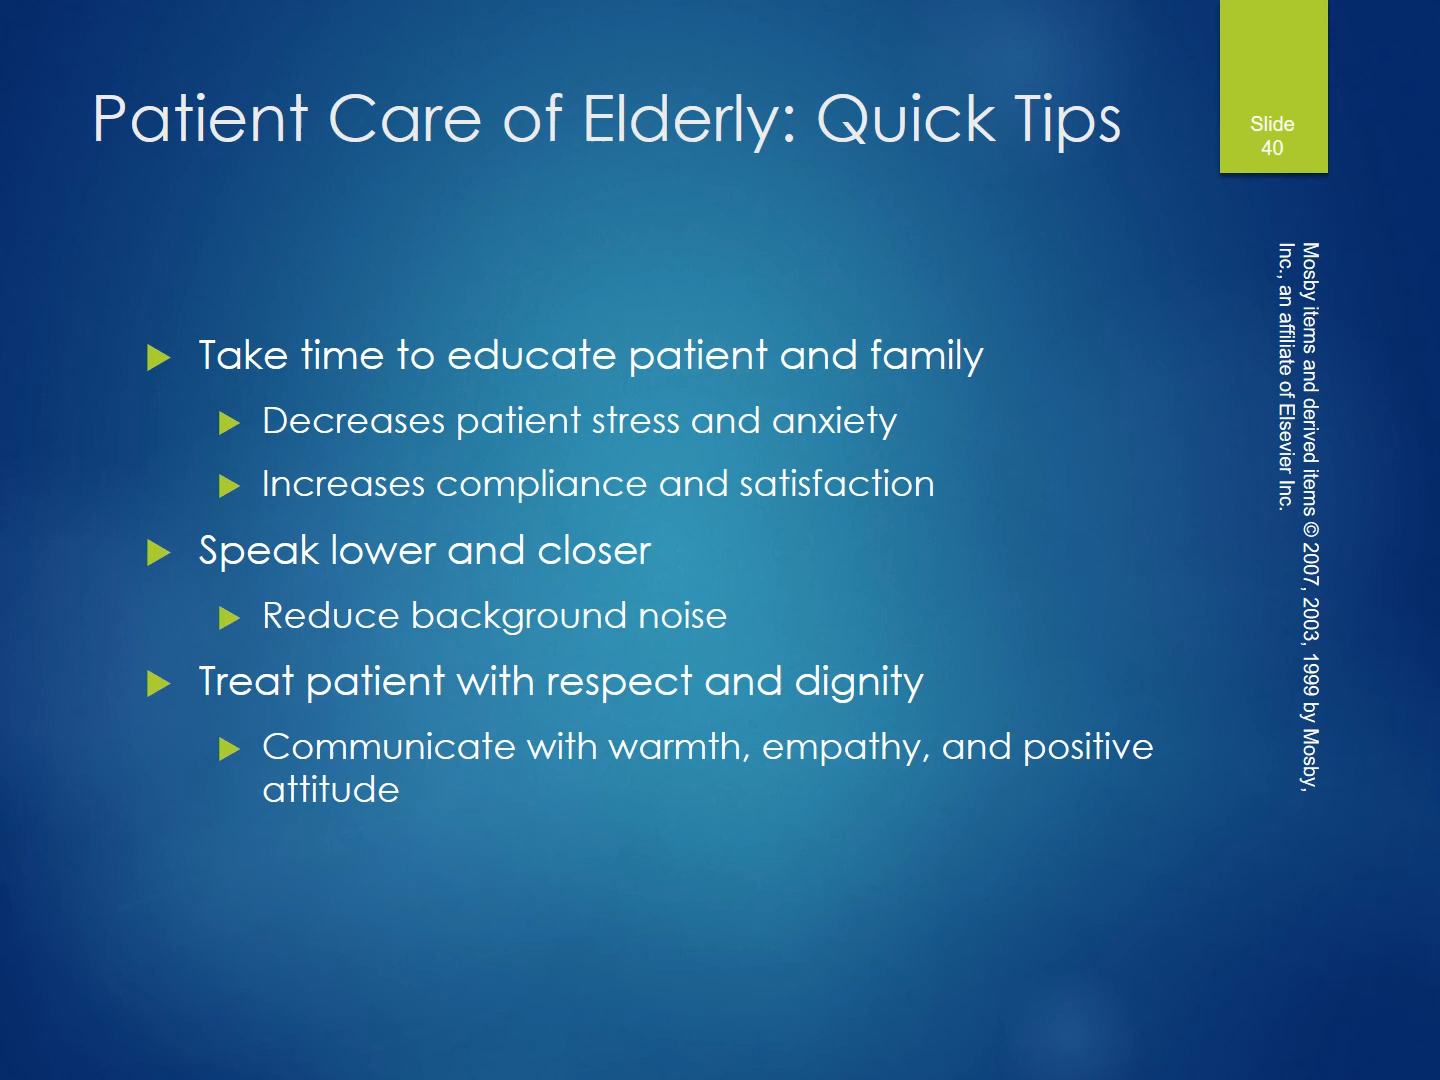 Patient Care of Elderly: Quick Tips
Slide
40
Take time to educate patient and family
Decreases patient stress and anxiety
Increases compliance and satisfaction
Speak lower and closer
Reduce background noise
Treat patient with respect and dignity
Communicate with warmth, empathy, and positive
attitude
Mosby items and derived items © 2007, 2003, 1999 by Mosby,
Inc., an affiliate of Elsevier Inc.